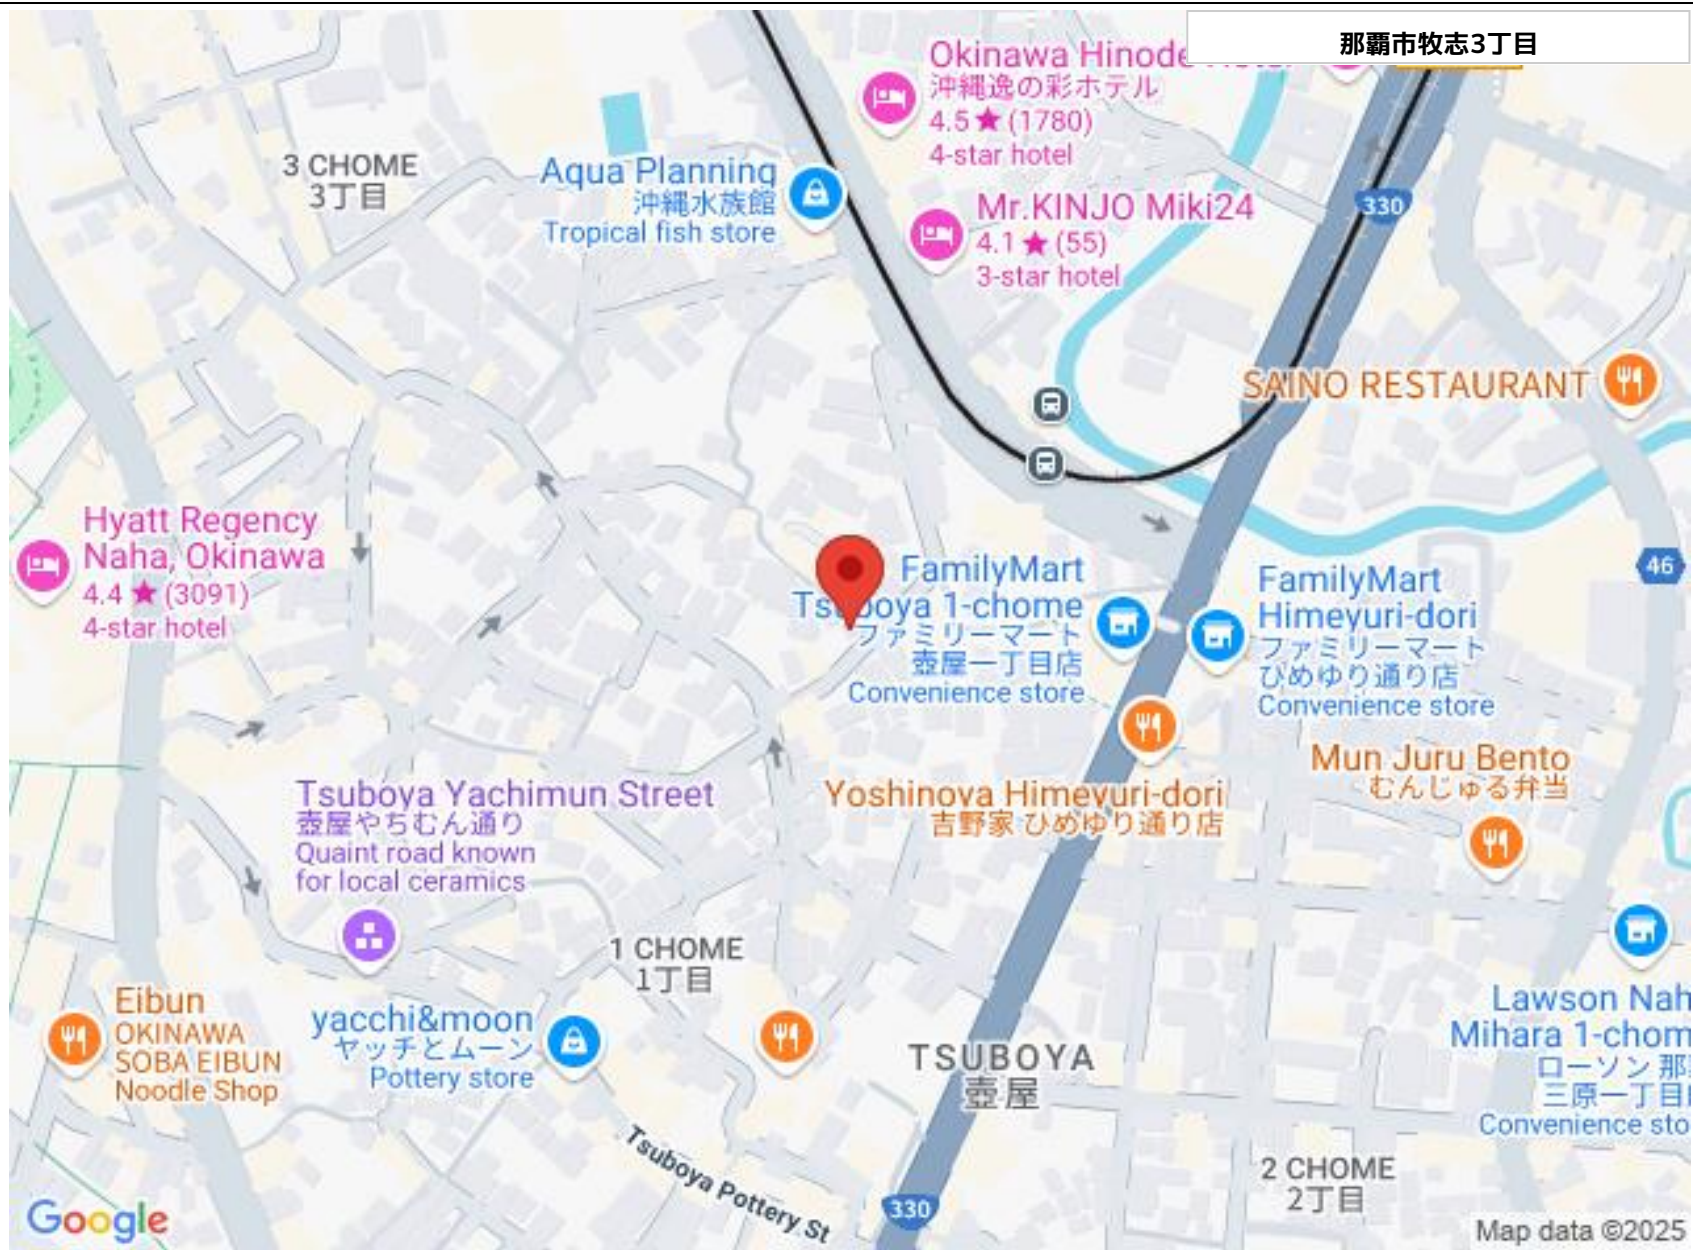 那覇市牧志3丁目
Okinawa Hinode
沖縄逸の彩ホテル
4.5 ★ (1780)
4-star hotel
3 CHOME
3丁目
Aqua Planning
沖縄水族館
Tropical fish store
Mr.KINJO Miki24
4.1 ★ (55)
3-star hotel
330
SAINO RESTAURANT
Hyatt Regency
Naha, Okinawa
4.4 ★ (3091)
4-star hotel
FamilyMart
Tsuboya 1-chome
ファミリーマート
壺屋一丁目店
Convenience store
FamilyMart
Himeyuri-dori
ファミリーマート
ひめゆり通り店
Convenience store
46
Mun Juru Bento
むんじゅる弁当
Yoshinoya Himeyuri-dori
吉野家 ひめゆり通り店
Tsuboya Yachimun Street
壺屋やちむん通り
Quaint road known
for local ceramics
1 CHOME
1丁目
Eibun
OKINAWA
SOBA EIBUN
Noodle Shop
yacchi&moon
ヤッチとムーン
Pottery store
TSUBOYA
壺屋
Lawson Nah
Mihara 1-chom
ローソン 那
三原一丁目
Convenience sto
Tsuboya Pottery St
2 CHOME
2丁目
330
Google
Map data ©2025